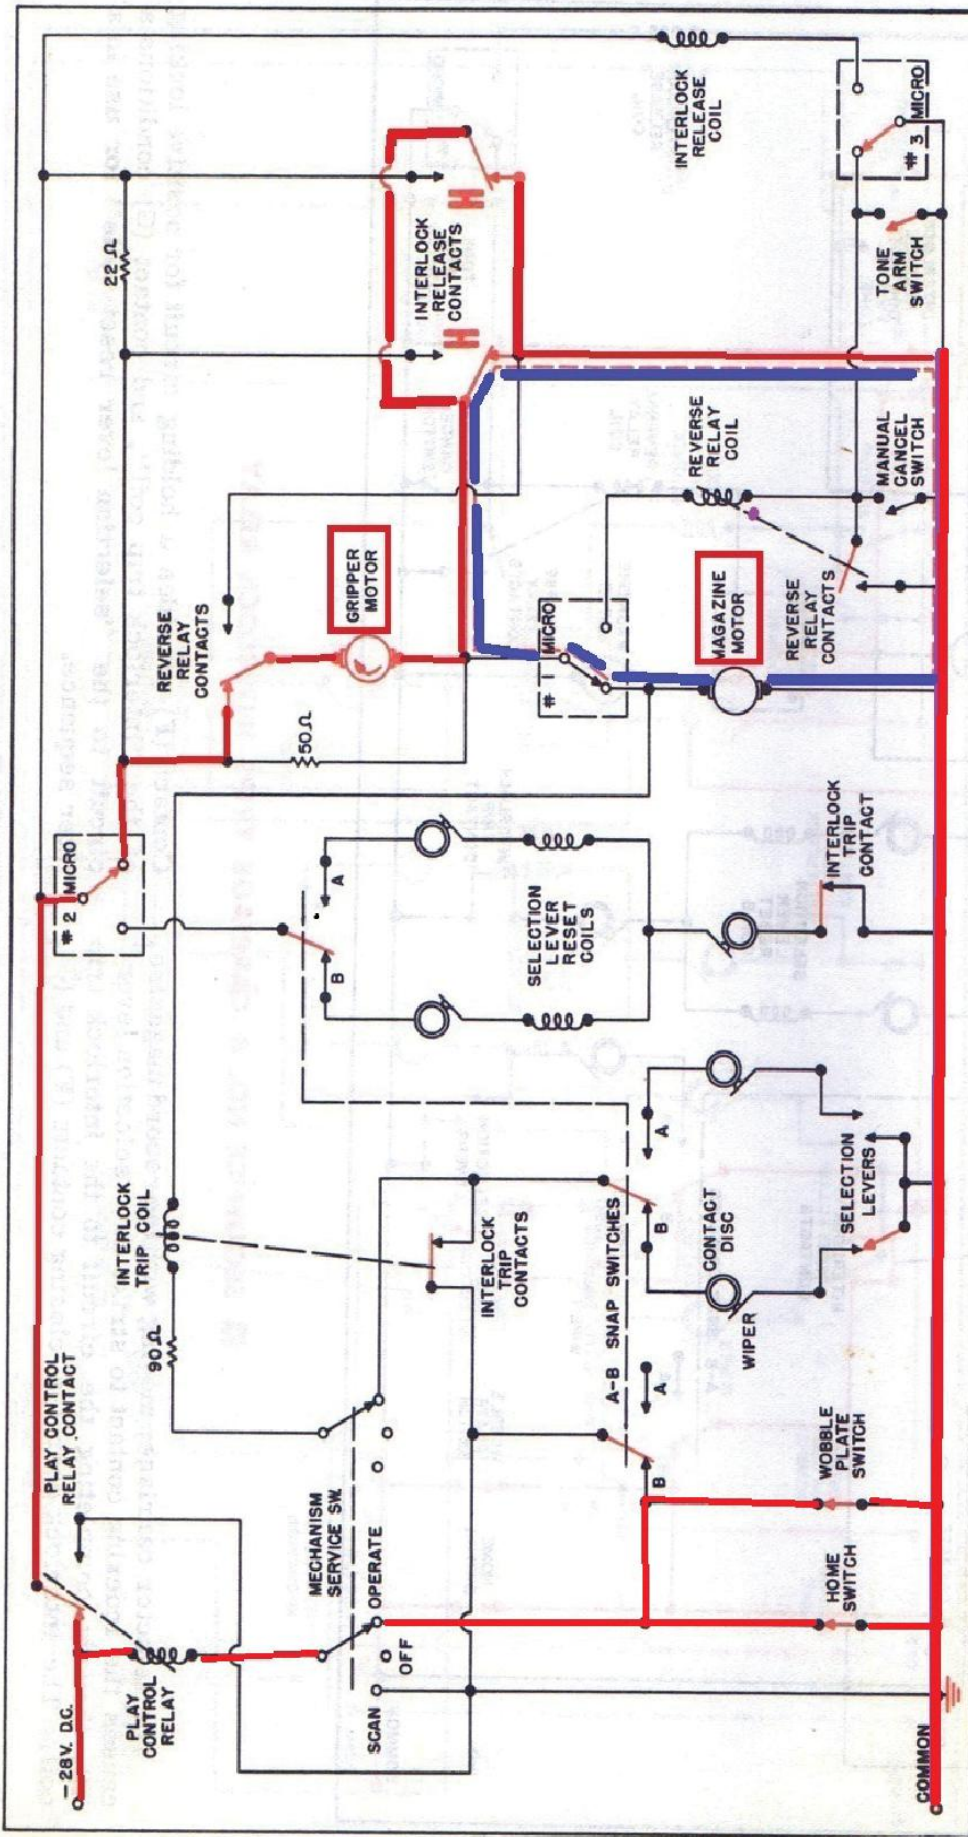 -28V. D.C.
PLAY CONTROL
RELAY CONTACT
# 2 MICRO
PLAY
CONTROL
RELAY
90Ω
INTERLOCK
TRIP COIL
22Ω
REVERSE
RELAY
CONTACTS
50Ω
GRIPPER
MOTOR
MECHANISM
SERVICE SW.
SCAN
OFF
OPERATE
B
A
INTERLOCK
RELEASE
CONTACTS
INTERLOCK
TRIP
CONTACTS
SELECTION
LEVER
RESET
COILS
# 1 MICRO
A-B SNAP SWITCHES
B
A
B
A
CONTACT
DISC
WIPER
MAGAZINE
MOTOR
REVERSE
RELAY
COIL
INTERLOCK
RELEASE
COIL
REVERSE
RELAY
CONTACTS
HOME
SWITCH
WOBBLE
PLATE
SWITCH
SELECTION
LEVERS
INTERLOCK
TRIP
CONTACT
MANUAL
CANCEL
SWITCH
TONE
ARM
SWITCH
# 3 MICRO
COMMON